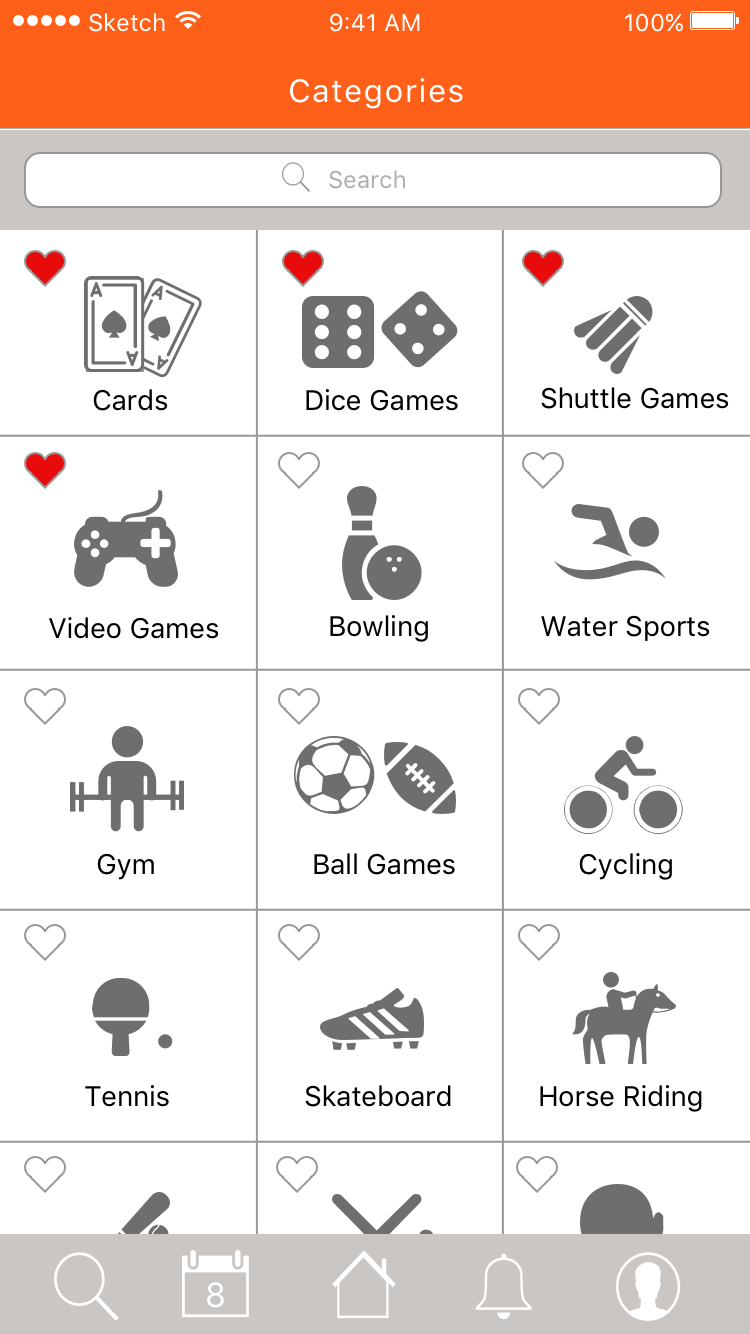 Sketch 9:41 AM 100%
Categories
Search
A A A A
Cards Dice Games Shuttle Games
Video Games Bowling Water Sports
Gym Ball Games Cycling
Tennis Skateboard Horse Riding
8